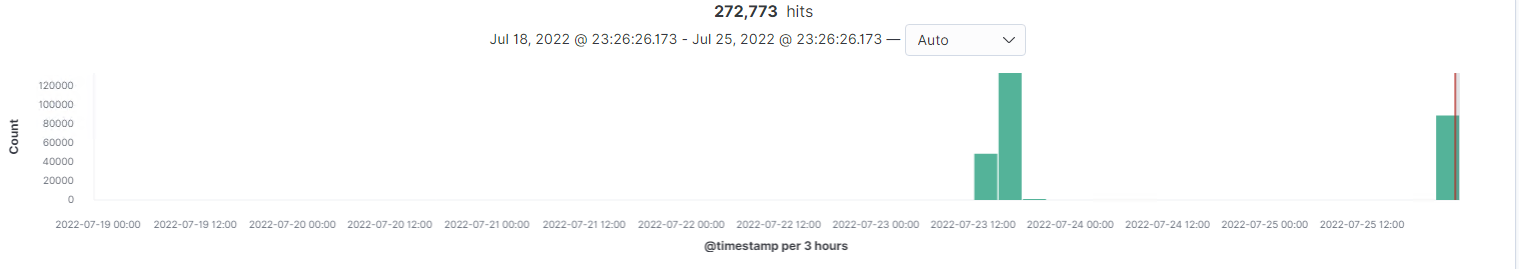 272,773 hits
Jul 18, 2022 @ 23:26:26.173 - Jul 25, 2022 @ 23:26:26.173 — Auto
Count
120000
100000
80000
60000
40000
20000
0
2022-07-19 00:00 2022-07-19 12:00 2022-07-20 00:00 2022-07-20 12:00 2022-07-21 00:00 2022-07-21 12:00 2022-07-22 00:00 2022-07-22 12:00 2022-07-23 00:00 2022-07-23 12:00 2022-07-24 00:00 2022-07-24 12:00 2022-07-25 00:00 2022-07-25 12:00
@timestamp per 3 hours